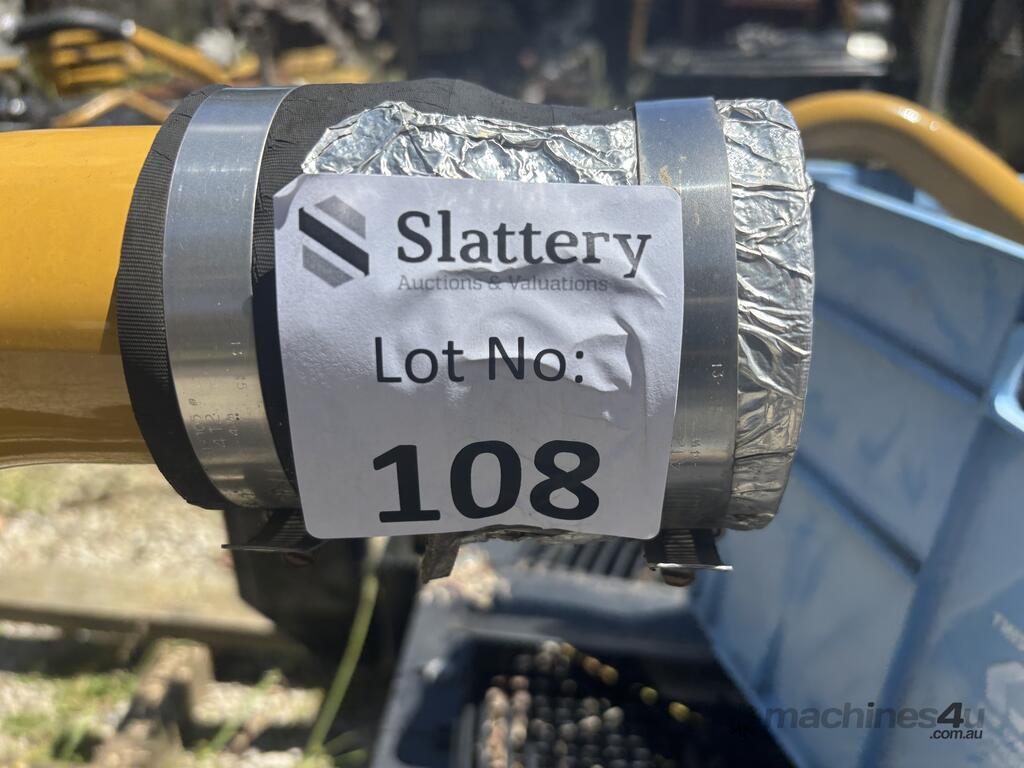 Slattery
Auctions & Valuations
Lot No:
108
machines4u
.com.au